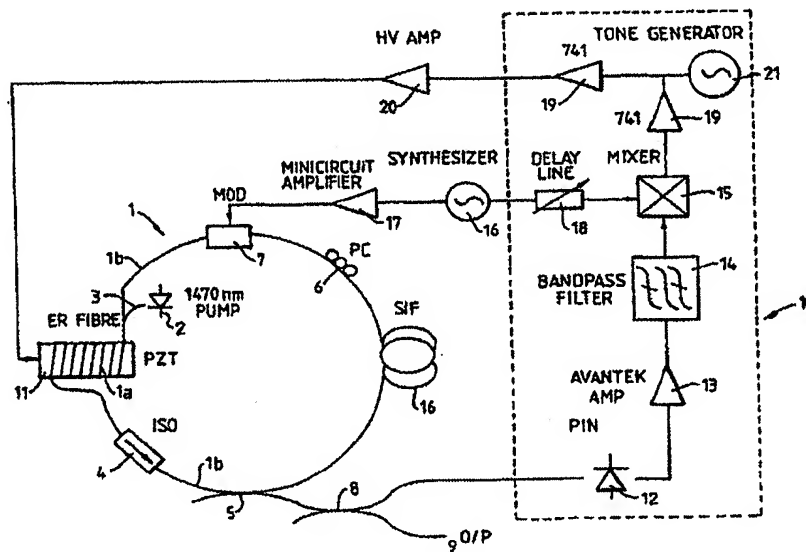 HV AMP
TONE GENERATOR
741
20
19
21
741
19
MINICIRCUIT
AMPLIFIER
SYNTHESIZER
DELAY
LINE
MIXER
17
16
18
15
MOD
1
1b
7
PC
6
3
1470nm
PUMP
ER FIBRE
2
BANDPASS
FILTER
14
SIF
16
PZT
11
1a
AVANTEK
AMP
13
ISO
4
PIN
1b
5
8
12
9 O/P